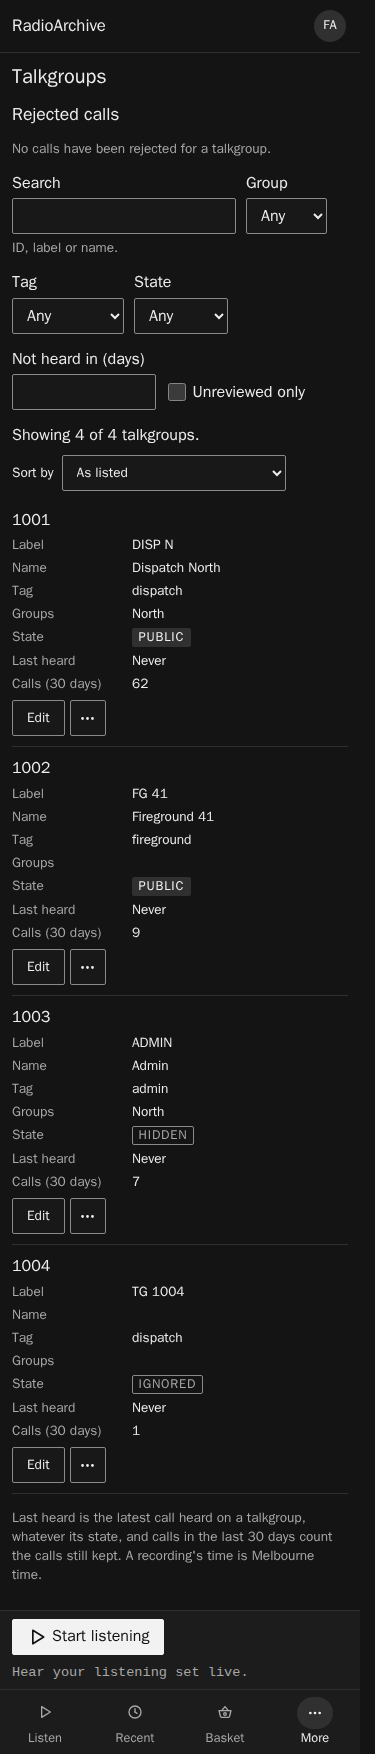 RadioArchive FA
Talkgroups
Rejected calls
No calls have been rejected for a talkgroup.
Search Group
Any
ID, label or name.
Tag State
Any Any
Not heard in (days)
Unreviewed only
Showing 4 of 4 talkgroups.
Sort by As listed
1001
Label DISP N
Name Dispatch North
Tag dispatch
Groups North
State PUBLIC
Last heard Never
Calls (30 days) 62
Edit ...
1002
Label FG 41
Name Fireground 41
Tag fireground
Groups
State PUBLIC
Last heard Never
Calls (30 days) 9
Edit ...
1003
Label ADMIN
Name Admin
Tag admin
Groups North
State HIDDEN
Last heard Never
Calls (30 days) 7
Edit ...
1004
Label TG 1004
Name
Tag dispatch
Groups
State IGNORED
Last heard Never
Calls (30 days) 1
Edit ...
Last heard is the latest call heard on a talkgroup,
whatever its state, and calls in the last 30 days count
the calls still kept. A recording's time is Melbourne
time.
Start listening
Hear your listening set live.
Listen Recent Basket More